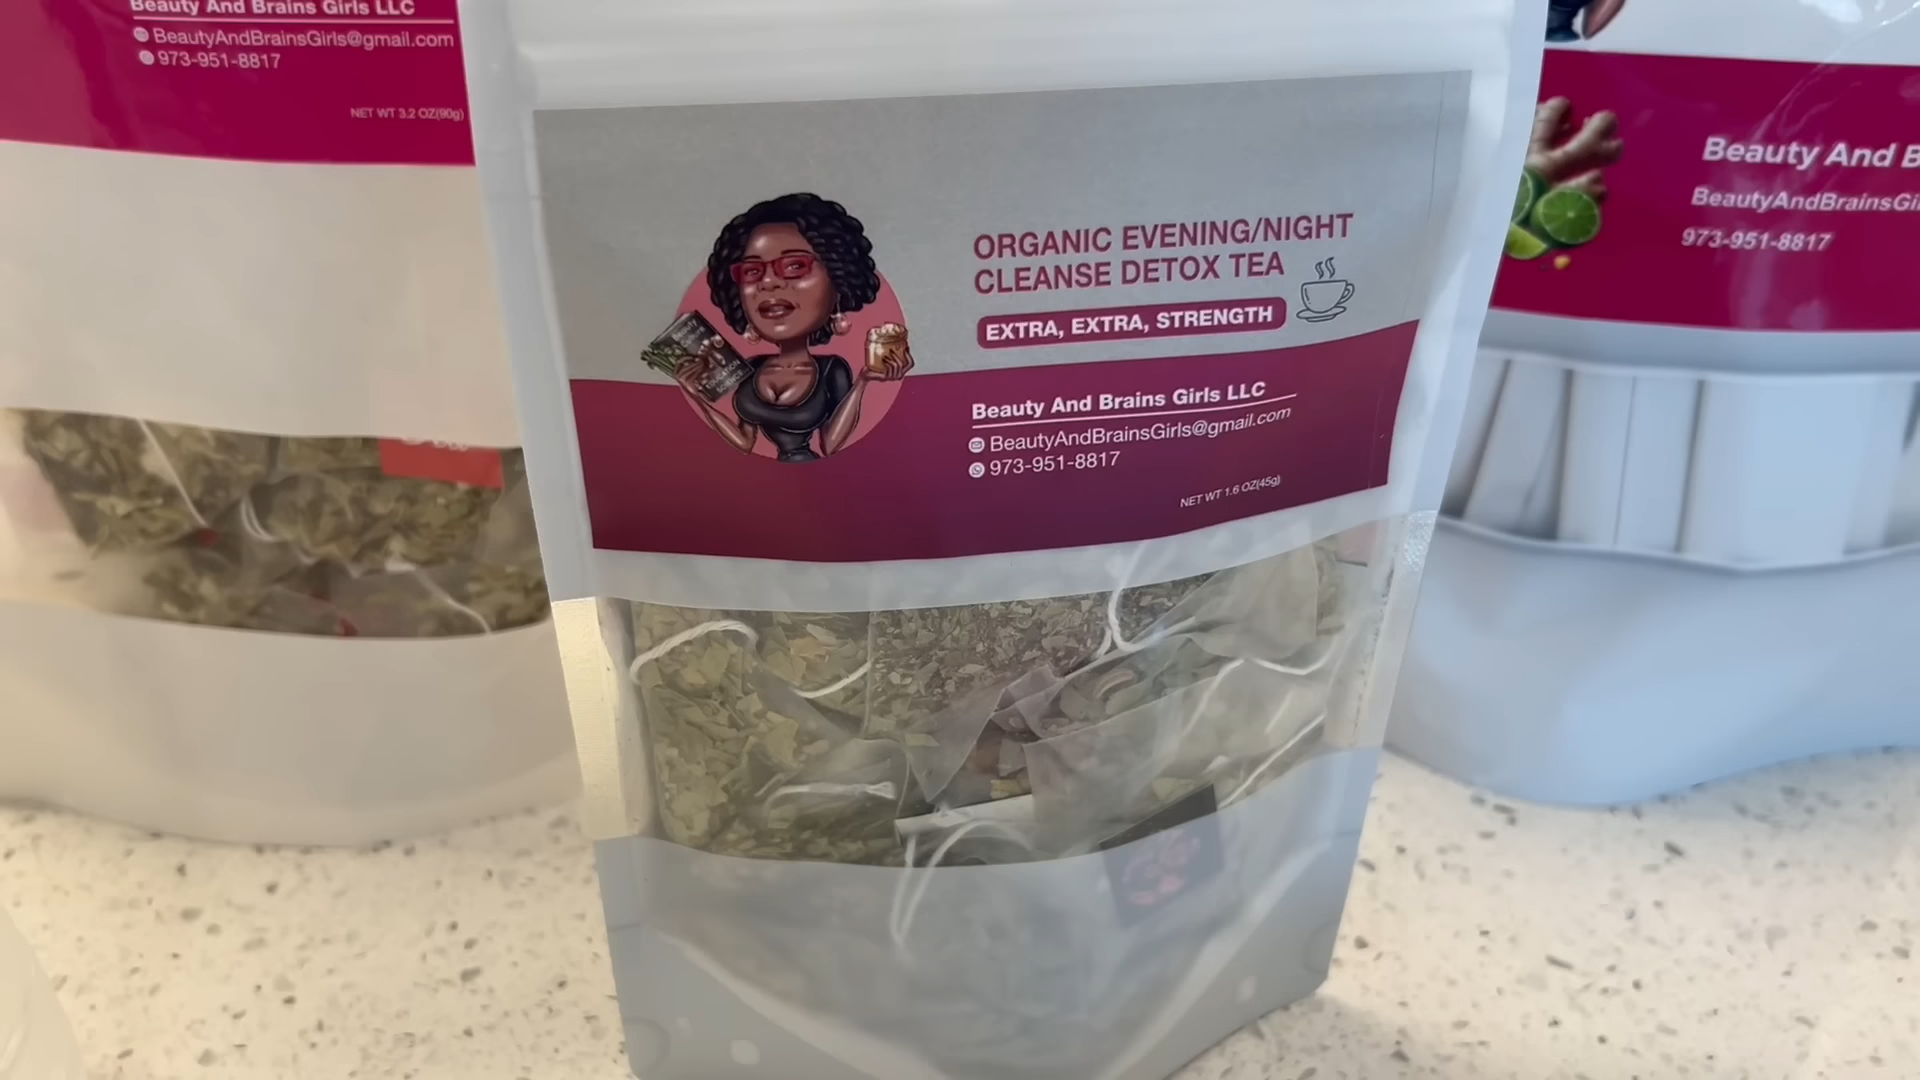 Beauty And Brains Girls LLC
BeautyAndBrainsGirls@gmail.com
973-951-8817
NET WT 3.2 OZ(90g)
ORGANIC EVENING/NIGHT
CLEANSE DETOX TEA
EXTRA, EXTRA, STRENGTH
Beauty And Brains Girls LLC
BeautyAndBrainsGirls@gmail.com
973-951-8817
NET WT 1.6 OZ(45g)
Beauty And B
BeautyAndBrainsGi
973-951-8817